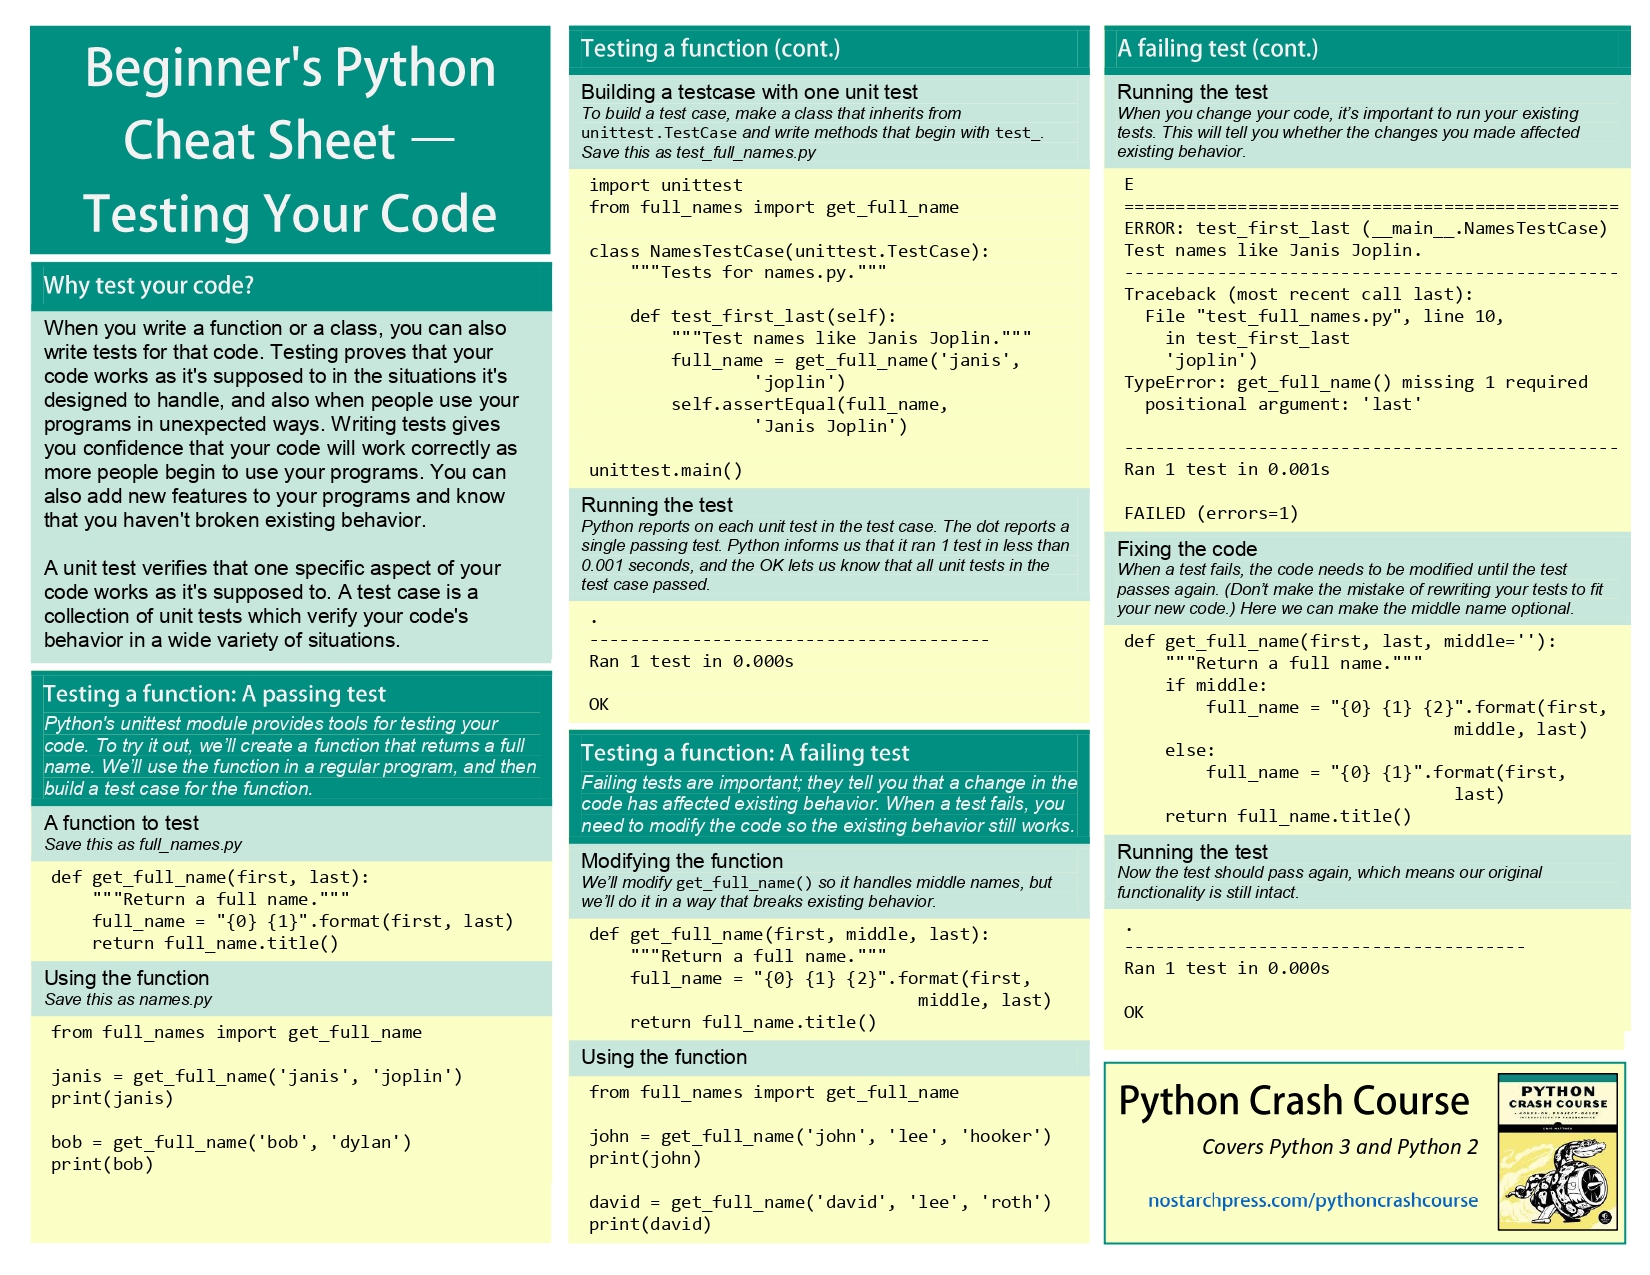 Beginner's Python
Cheat Sheet —
Testing Your Code
Why test your code?
When you write a function or a class, you can also
write tests for that code. Testing proves that your
code works as it's supposed to in the situations it's
designed to handle, and also when people use your
programs in unexpected ways. Writing tests gives
you confidence that your code will work correctly as
more people begin to use your programs. You can
also add new features to your programs and know
that you haven't broken existing behavior.
A unit test verifies that one specific aspect of your
code works as it's supposed to. A test case is a
collection of unit tests which verify your code's
behavior in a wide variety of situations.
Testing a function: A passing test
Python's unittest module provides tools for testing your
code. To try it out, we'll create a function that returns a full
name. We'll use the function in a regular program, and then
build a test case for the function.
A function to test
Save this as full_names.py
def get_full_name(first, last):
    """Return a full name."""
    full_name = "{0} {1}".format(first, last)
    return full_name.title()
Using the function
Save this as names.py
from full_names import get_full_name
janis = get_full_name('janis', 'joplin')
print(janis)
bob = get_full_name('bob', 'dylan')
print(bob)
Testing a function (cont.)
Building a testcase with one unit test
To build a test case, make a class that inherits from
unittest.TestCase and write methods that begin with test_.
Save this as test_full_names.py
import unittest
from full_names import get_full_name
class NamesTestCase(unittest.TestCase):
    """Tests for names.py."""
    def test_first_last(self):
        """Test names like Janis Joplin."""
        full_name = get_full_name('janis',
                'joplin')
        self.assertEqual(full_name,
                'Janis Joplin')
unittest.main()
Running the test
Python reports on each unit test in the test case. The dot reports a
single passing test. Python informs us that it ran 1 test in less than
0.001 seconds, and the OK lets us know that all unit tests in the
test case passed.
.
---------------------------------------
Ran 1 test in 0.000s
OK
Testing a function: A failing test
Failing tests are important; they tell you that a change in the
code has affected existing behavior. When a test fails, you
need to modify the code so the existing behavior still works.
Modifying the function
We'll modify get_full_name() so it handles middle names, but
we'll do it in a way that breaks existing behavior.
def get_full_name(first, middle, last):
    """Return a full name."""
    full_name = "{0} {1} {2}".format(first,
                                middle, last)
    return full_name.title()
Using the function
from full_names import get_full_name
john = get_full_name('john', 'lee', 'hooker')
print(john)
david = get_full_name('david', 'lee', 'roth')
print(david)
A failing test (cont.)
Running the test
When you change your code, it's important to run your existing
tests. This will tell you whether the changes you made affected
existing behavior.
E
================================================
ERROR: test_first_last (__main__.NamesTestCase)
Test names like Janis Joplin.
------------------------------------------------
Traceback (most recent call last):
  File "test_full_names.py", line 10,
    in test_first_last
    'joplin')
TypeError: get_full_name() missing 1 required
  positional argument: 'last'
------------------------------------------------
Ran 1 test in 0.001s
FAILED (errors=1)
Fixing the code
When a test fails, the code needs to be modified until the test
passes again. (Don't make the mistake of rewriting your tests to fit
your new code.) Here we can make the middle name optional.
def get_full_name(first, last, middle=''):
    """Return a full name."""
    if middle:
        full_name = "{0} {1} {2}".format(first,
                                middle, last)
    else:
        full_name = "{0} {1}".format(first,
                                last)
    return full_name.title()
Running the test
Now the test should pass again, which means our original
functionality is still intact.
.
---------------------------------------
Ran 1 test in 0.000s
OK
Python Crash Course
Covers Python 3 and Python 2
nostarchpress.com/pythoncrashcourse
PYTHON
CRASH COURSE